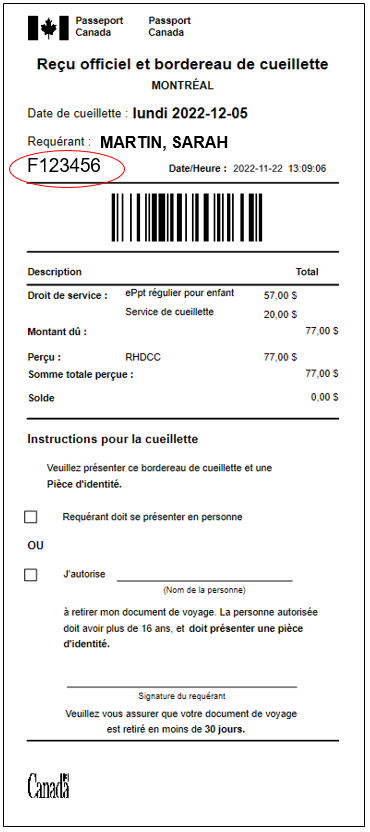 Passeport Canada Passport Canada
Reçu officiel et bordereau de cueillette
MONTRÉAL
Date de cueillette : lundi 2022-12-05
Requérant : MARTIN, SARAH
F123456 Date/Heure : 2022-11-22 13:09:06
Description Total
Droit de service : ePpt régulier pour enfant 57,00 $
Service de cueillette 20,00 $
Montant dû : 77,00 $
Perçu : RHDCC 77,00 $
Somme totale perçue : 77,00 $
Solde 0,00 $
Instructions pour la cueillette
Veuillez présenter ce bordereau de cueillette et une
Pièce d'identité.
Requérant doit se présenter en personne
OU
J'autorise
(Nom de la personne)
à retirer mon document de voyage. La personne autorisée
doit avoir plus de 16 ans, et doit présenter une pièce
d'identité.
Signature du requérant
Veuillez vous assurer que votre document de voyage
est retiré en moins de 30 jours.
Canada